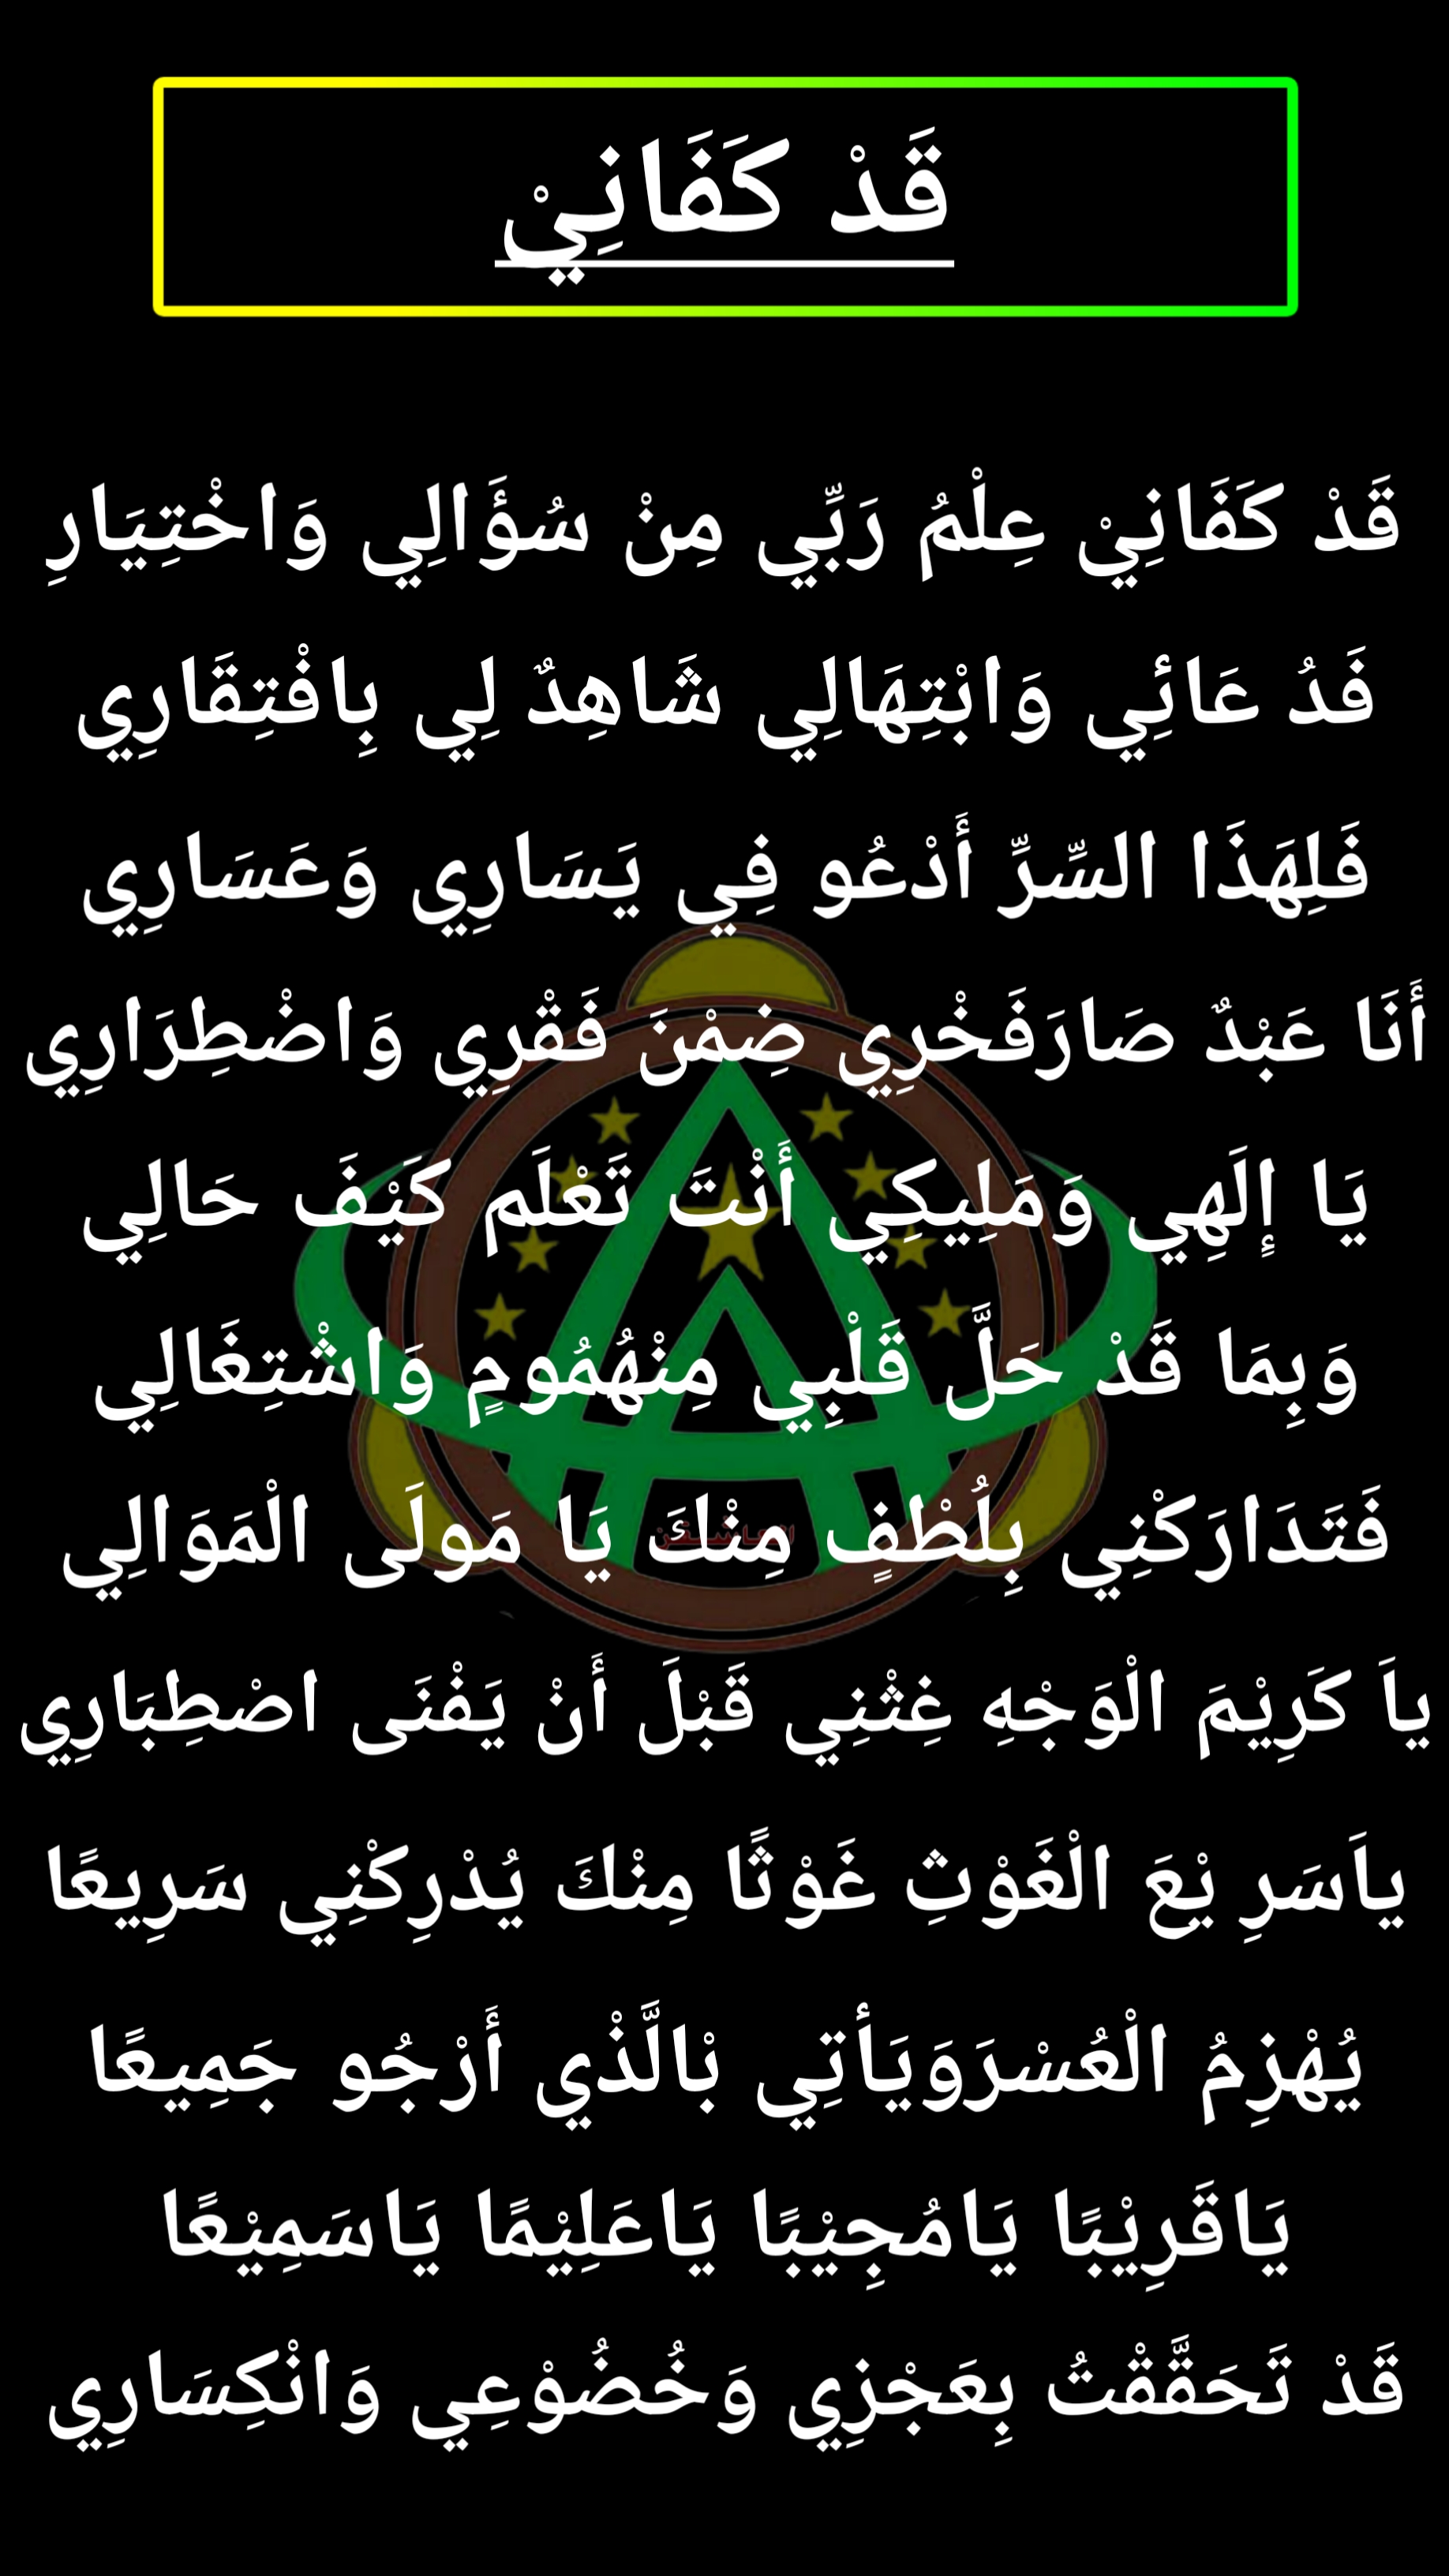 قَدْ كَفَانِيْ
قَدْ كَفَانِيْ عِلْمُ رَبِّي مِنْ سُؤَالِي وَاخْتِيَارِ
فَدُ عَائِي وَابْتِهَالِي شَاهِدٌ لِي بِافْتِقَارِي
فَلِهَذَا السِّرِّ أَدْعُو فِي يَسَارِي وَعَسَارِي
أَنَا عَبْدٌ صَارَفَخْرِي ضِمْنَ فَقْرِي وَاضْطِرَارِي
يَا إِلَهِي وَمَلِيكِي أَنْتَ تَعْلَم كَيْفَ حَالِي
وَبِمَا قَدْ حَلَّ قَلْبِي مِنْهُمُومٍ وَاشْتِغَالِي
فَتَدَارَكْنِي بِلُطْفٍ مِنْكَ يَا مَولَى الْمَوَالِي
ياَ كَرِيْمَ الْوَجْهِ غِثْنِي قَبْلَ أَنْ يَفْنَى اصْطِبَارِي
ياَسَرِ يْعَ الْغَوْثِ غَوْثًا مِنْكَ يُدْرِكْنِي سَرِيعًا
يُهْزِمُ الْعُسْرَوَيَأتِي بْالَّذْي أَرْجُو جَمِيعًا
يَاقَرِيْبًا يَامُجِيْبًا يَاعَلِيْمًا يَاسَمِيْعًا
قَدْ تَحَقَّقْتُ بِعَجْزِي وَخُضُوْعِي وَانْكِسَارِي